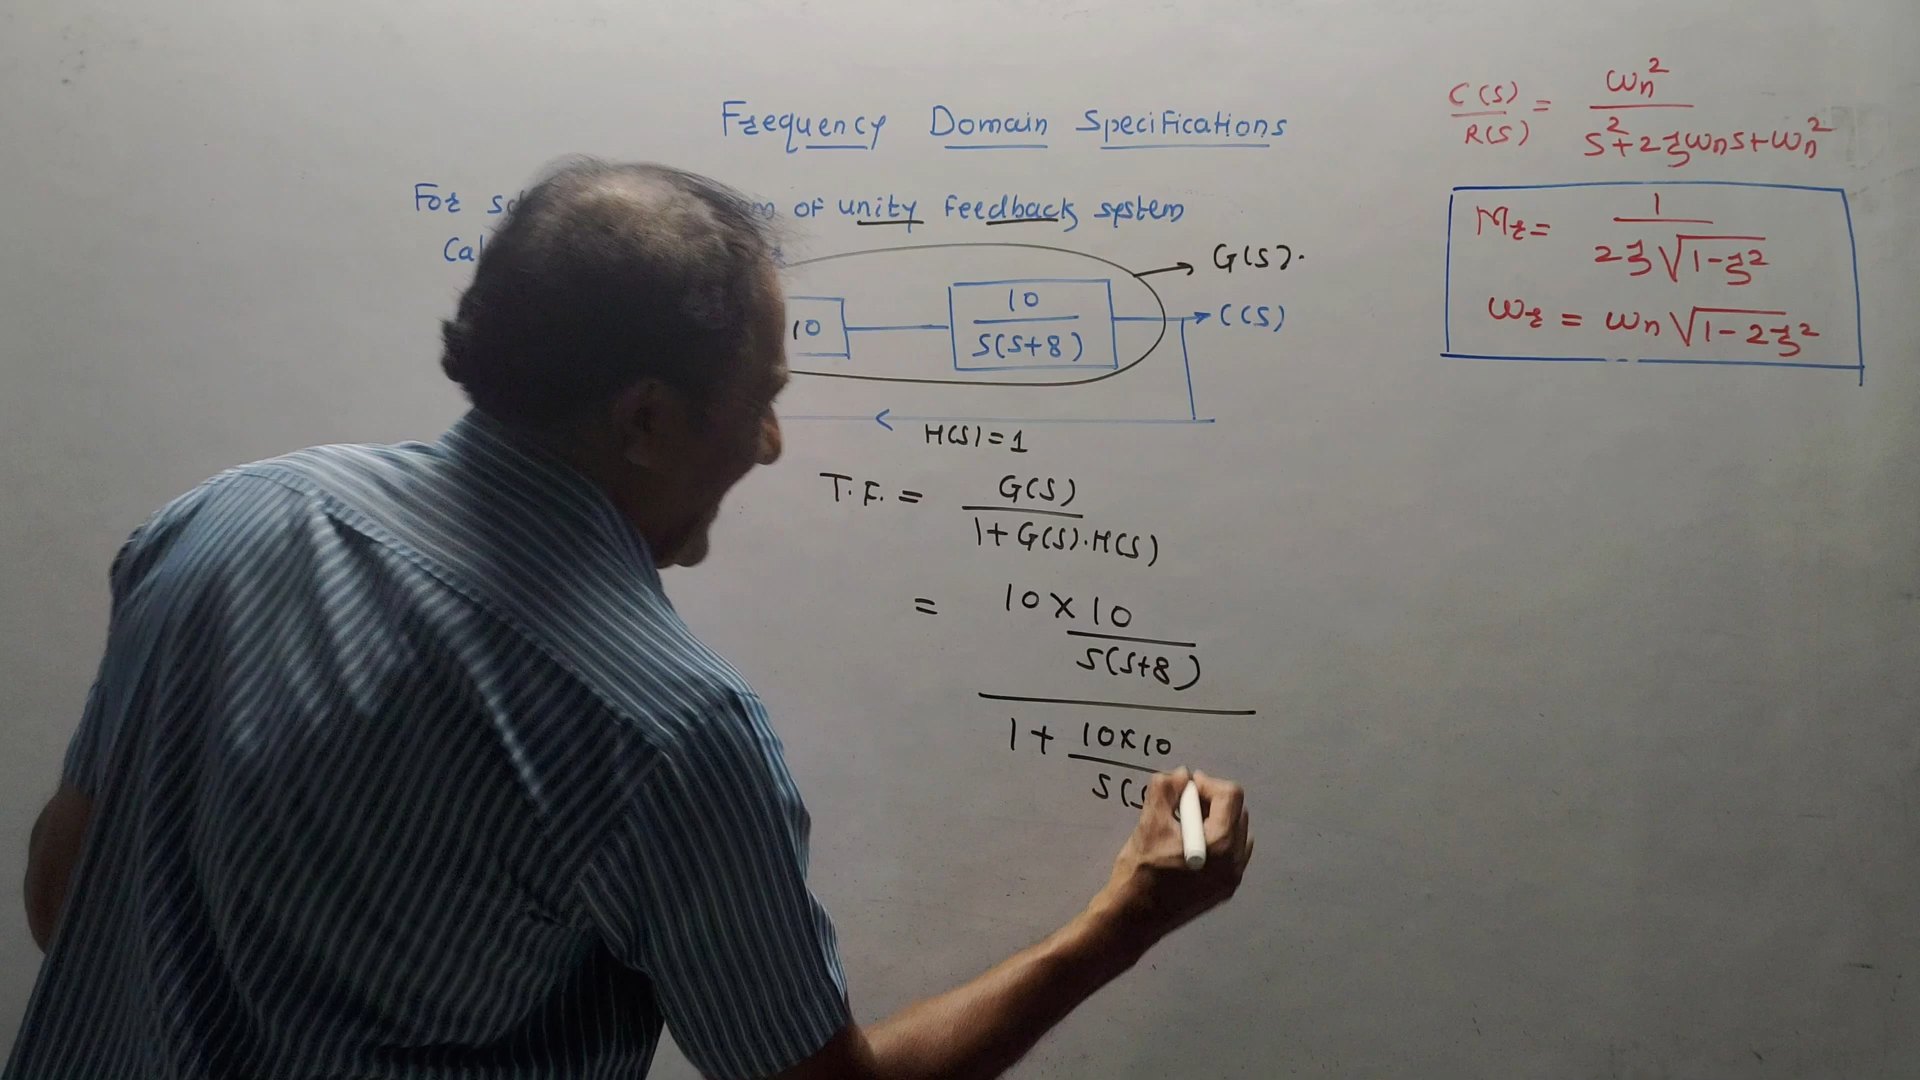 Frequency Domain Specifications
For of unity feedback system
G(S).
10
10
S(S+8)
C(S)
H(S)=1
T.F. = G(S)
1+G(S).H(S)
= 10×10
S(S+8)
1+ 10×10
S(S
C(S) = ωn²
R(S) S²+2ζωnS+ωn²
Mr= 1
2ζ√1-ζ²
ωr = ωn√1-2ζ²